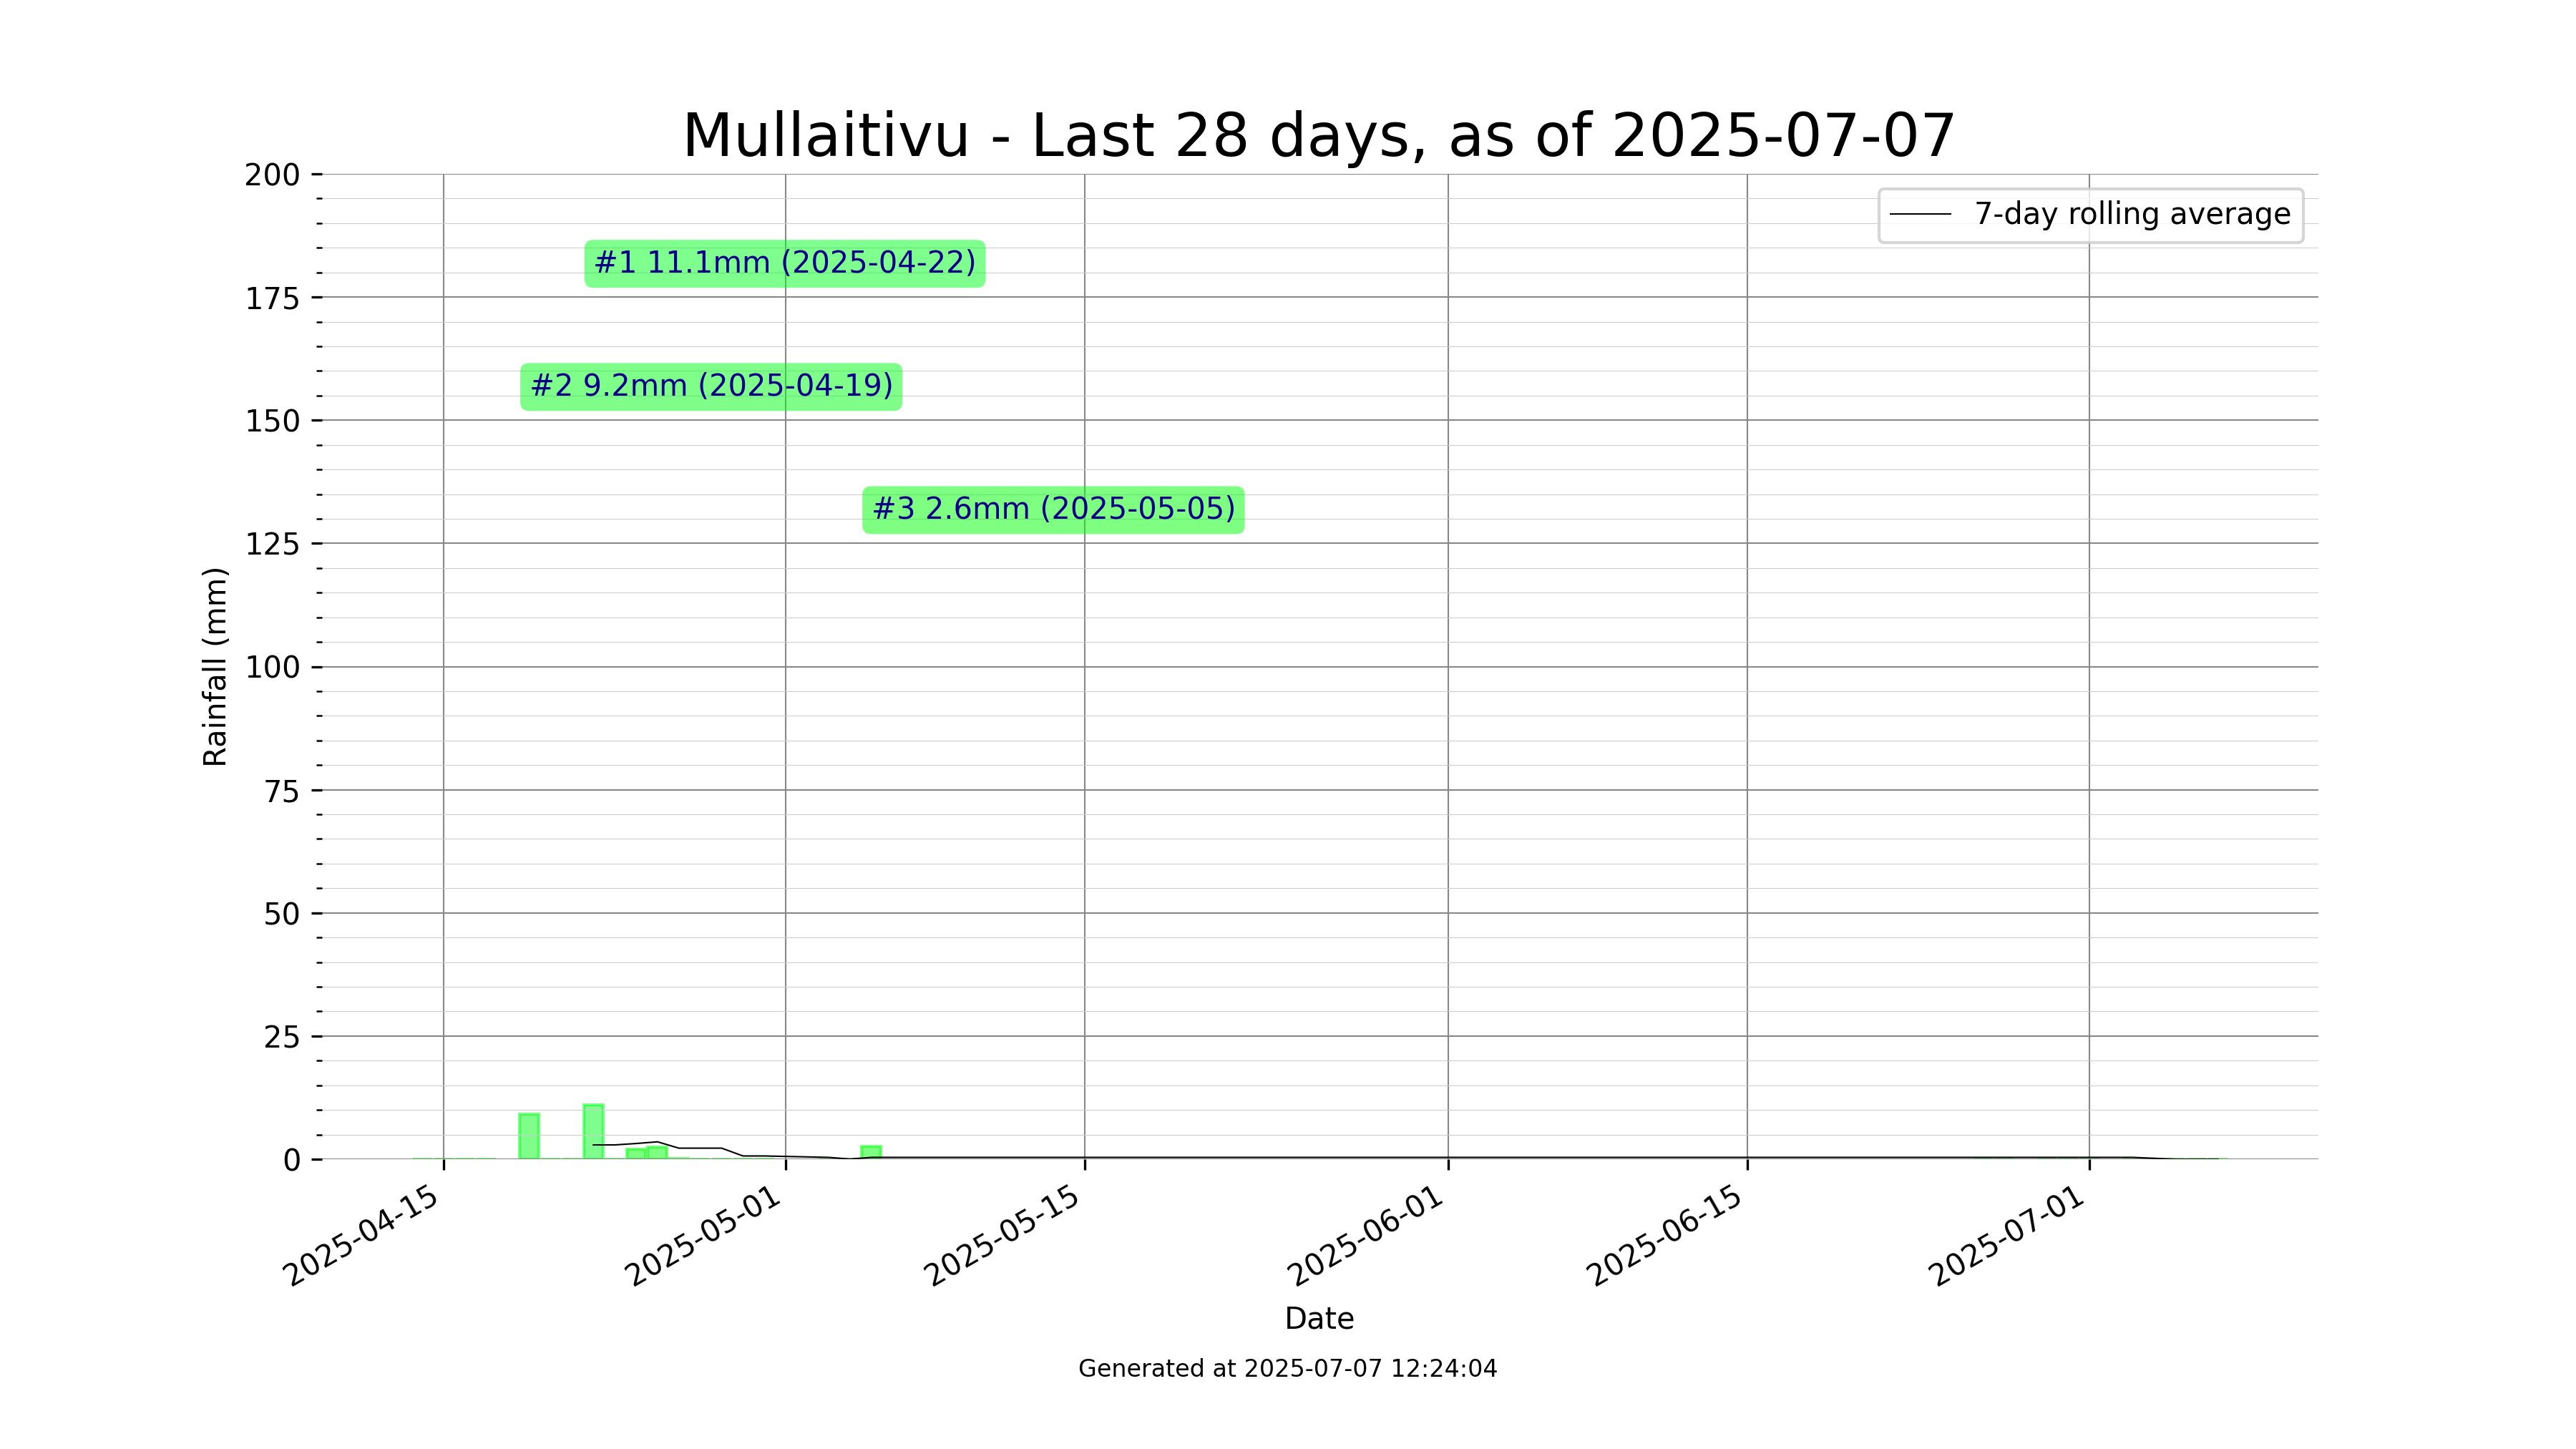 Mullaitivu - Last 28 days, as of 2025-07-07
200
175
150
125
100
75
50
25
0
Rainfall (mm)
7-day rolling average
#1 11.1mm (2025-04-22)
#2 9.2mm (2025-04-19)
#3 2.6mm (2025-05-05)
2025-04-15
2025-05-01
2025-05-15
2025-06-01
2025-06-15
2025-07-01
Date
Generated at 2025-07-07 12:24:04